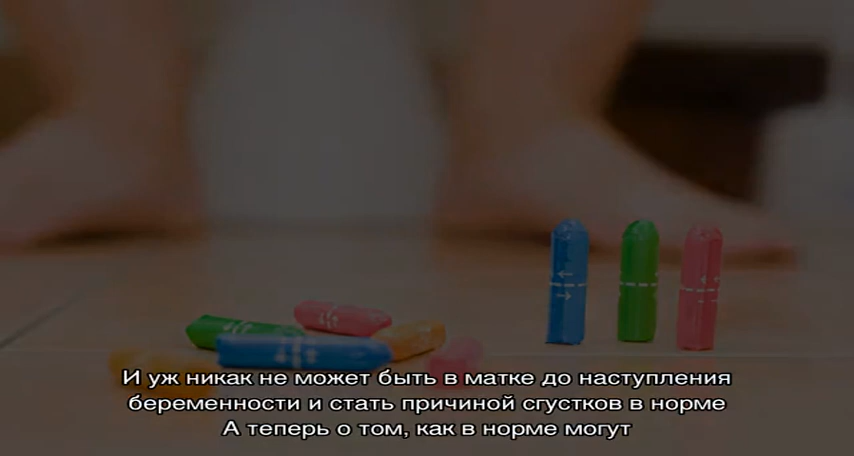 И уж никак не может быть в матке до наступления
беременности и стать причиной сгустков в норме
А теперь о том, как в норме могут